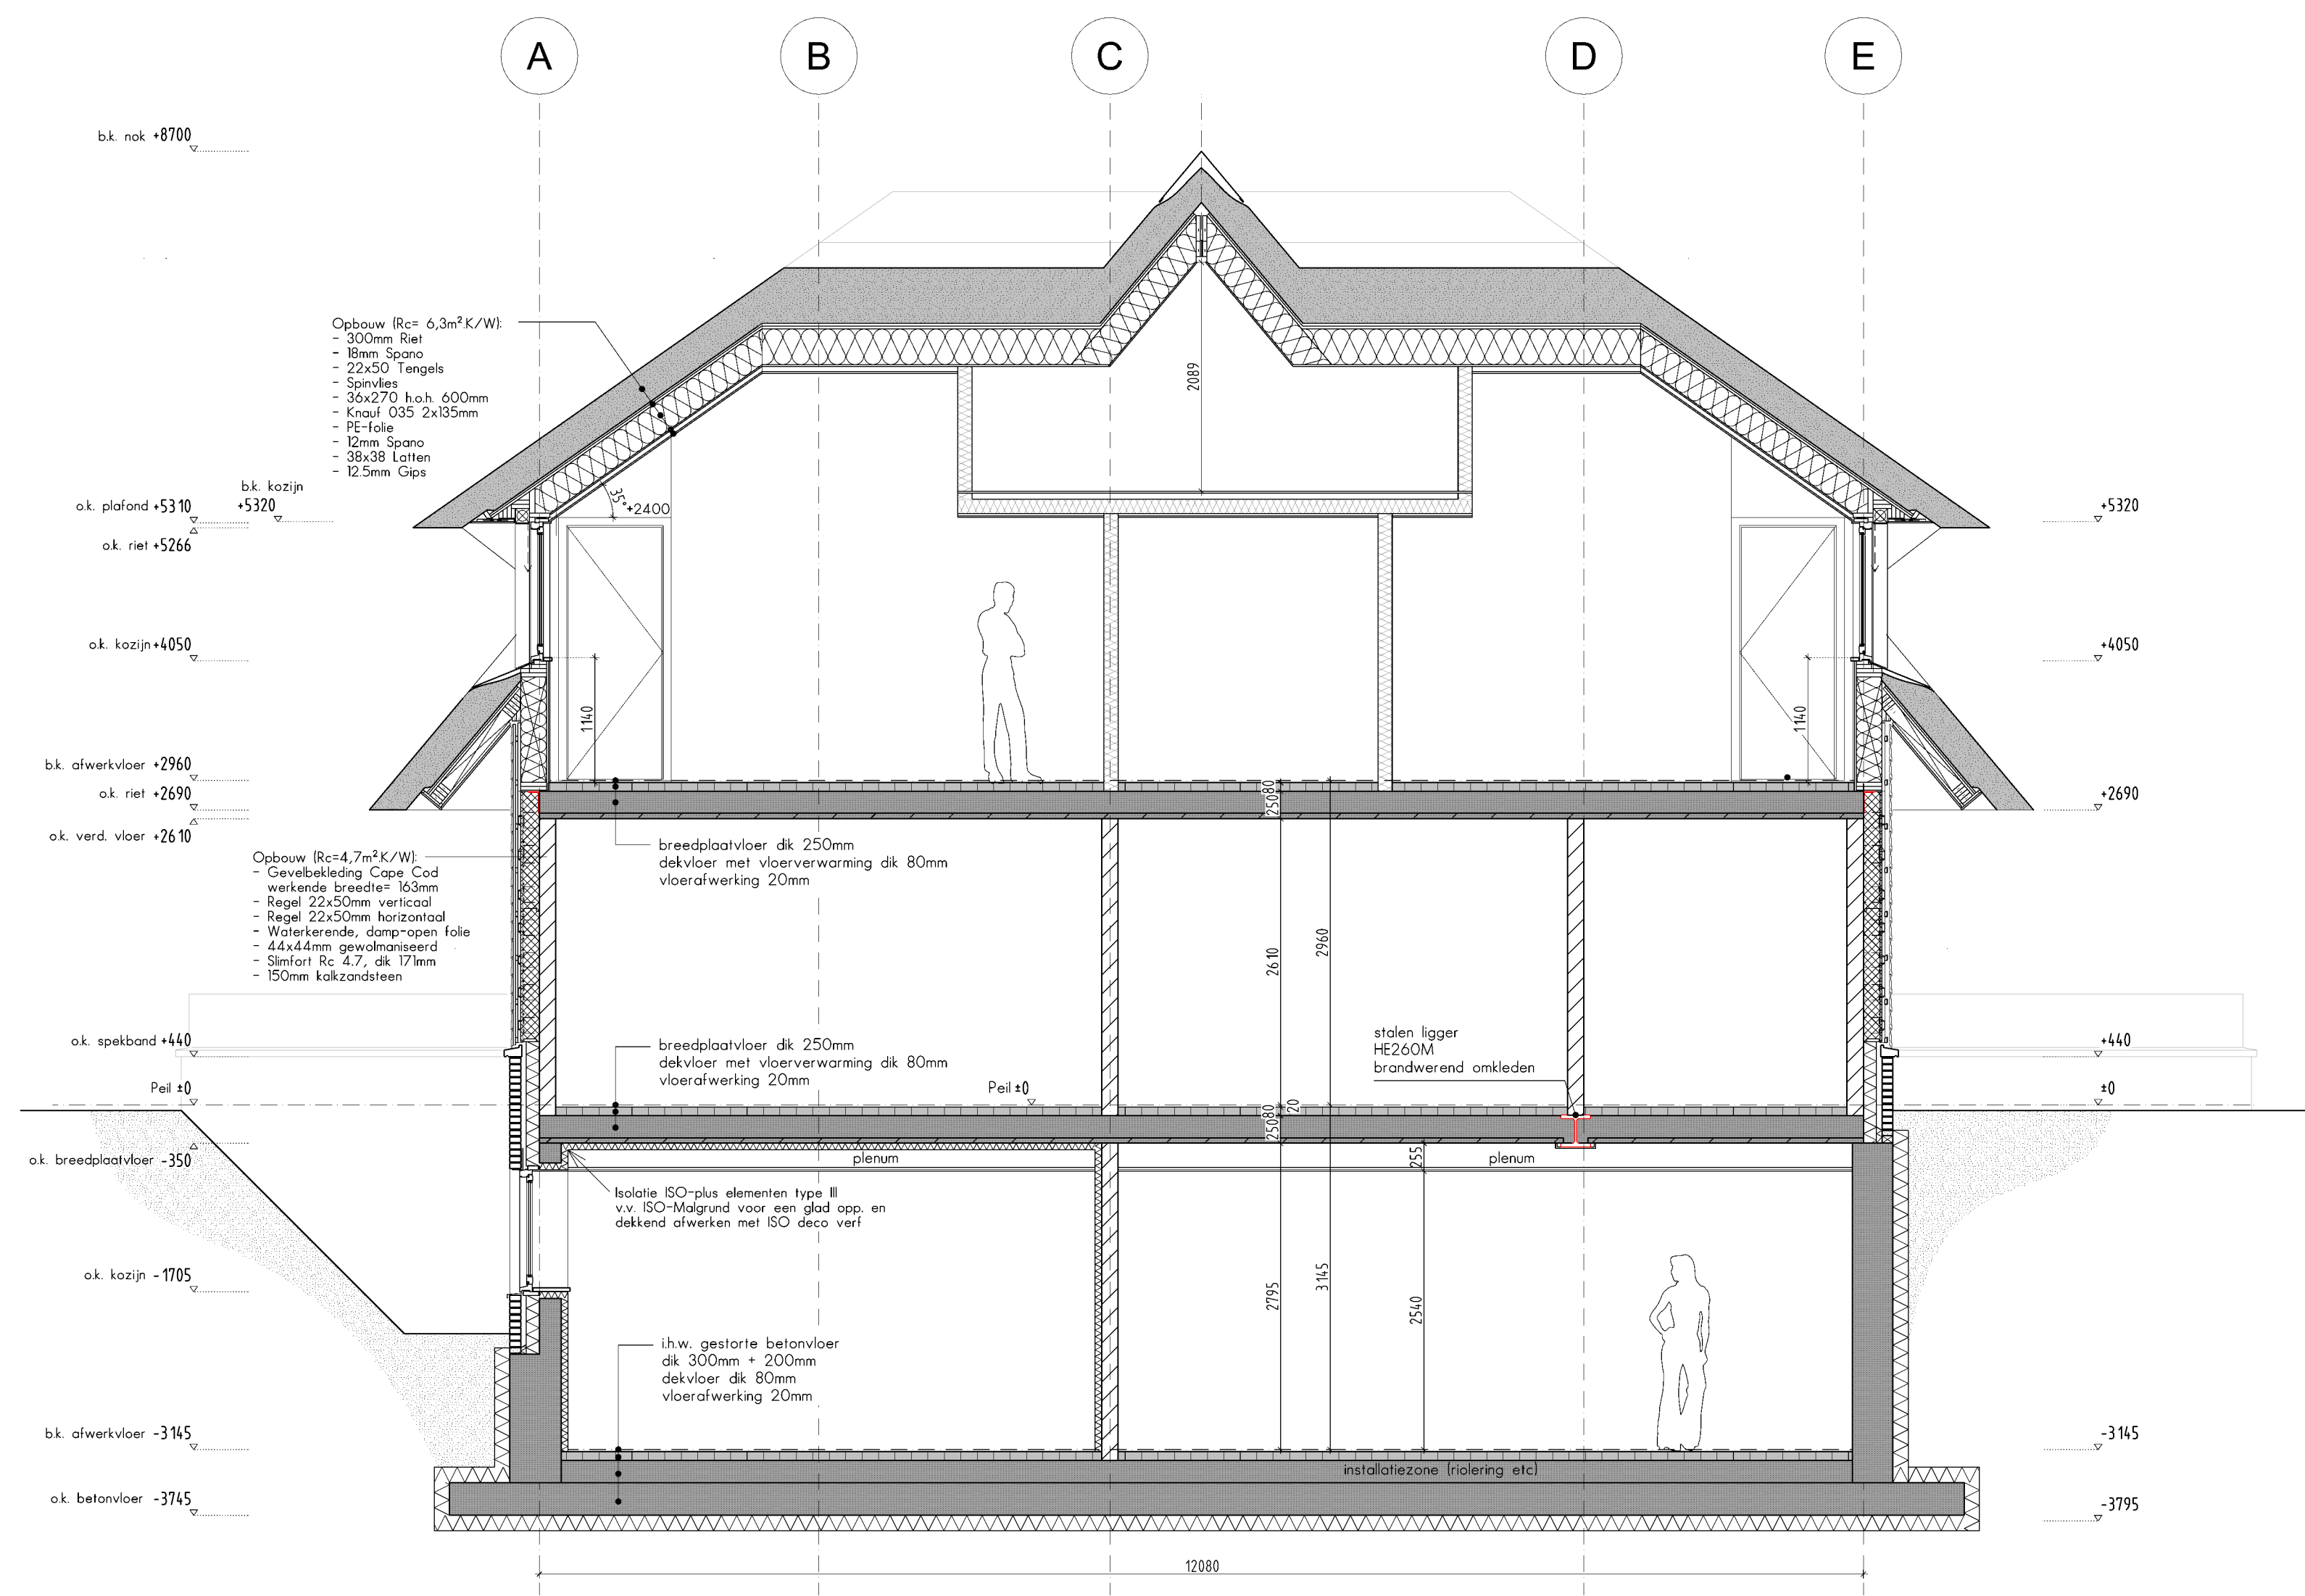 A B C D E
b.k. nok +8700
Opbouw (Rc= 6,3m².K/W):
- 300mm Riet
- 18mm Spano
- 22x50 Tengels
- Spinvlies
- 36x270 h.o.h. 600mm
- Knauf 035 2x135mm
- PE-folie
- 12mm Spano
- 38x38 Latten
- 12.5mm Gips
2089
b.k. kozijn
+5320
o.k. plafond +5310
o.k. riet +5266
35°
+2400
+5320
o.k. kozijn +4050
+4050
1140
1140
b.k. afwerkvloer +2960
o.k. riet +2690
+2690
o.k. verd. vloer +2610
25080
breedplaatvloer dik 250mm
dekvloer met vloerverwarming dik 80mm
vloerafwerking 20mm
Opbouw (Rc=4,7m².K/W):
- Gevelbekleding Cape Cod
werkende breedte= 163mm
- Regel 22x50mm verticaal
- Regel 22x50mm horizontaal
- Waterkerende, damp-open folie
- 44x44mm gewolmaniseerd
- Slimfort Rc 4.7, dik 171mm
- 150mm kalkzandsteen
2610
2960
o.k. spekband +440
+440
breedplaatvloer dik 250mm
dekvloer met vloerverwarming dik 80mm
vloerafwerking 20mm
stalen ligger
HE260M
brandwerend omkleden
Peil ±0
Peil ±0
±0
25080
20
o.k. breedplaatvloer -350
plenum
255
plenum
Isolatie ISO-plus elementen type III
v.v. ISO-Malgrund voor een glad opp. en
dekkend afwerken met ISO deco verf
o.k. kozijn -1705
2795
3145
2540
i.h.w. gestorte betonvloer
dik 300mm + 200mm
dekvloer dik 80mm
vloerafwerking 20mm
b.k. afwerkvloer -3145
-3145
installatiezone (riolering etc)
o.k. betonvloer -3745
-3795
12080